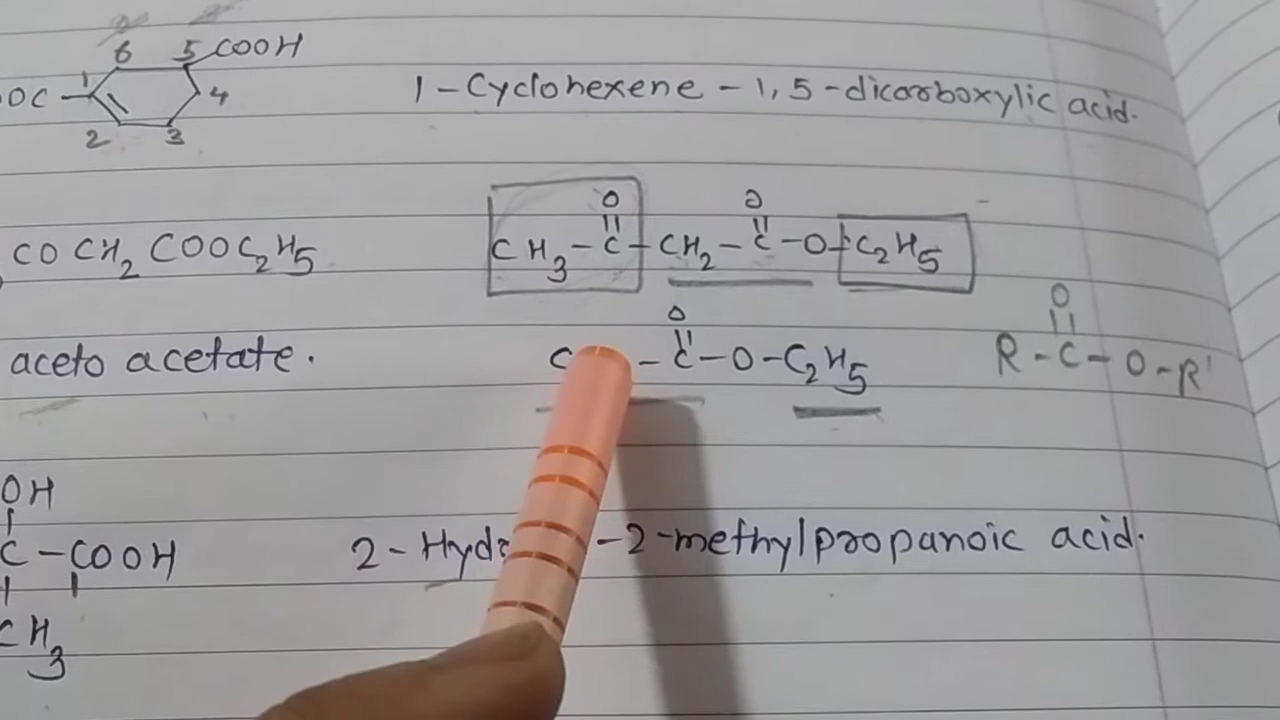 6 5 COOH
1
OC 4
2 3
1 - Cyclohexene - 1,5 - dicarboxylic acid.
O O
CO CH2 COOC2H5 CH3 - C - CH2 - C - O - C2H5
O O
aceto acetate. C - C - O - C2H5 R - C - O - R'
OH
C - COOH 2 - Hyd - 2 - methylpropanoic acid.
CH3